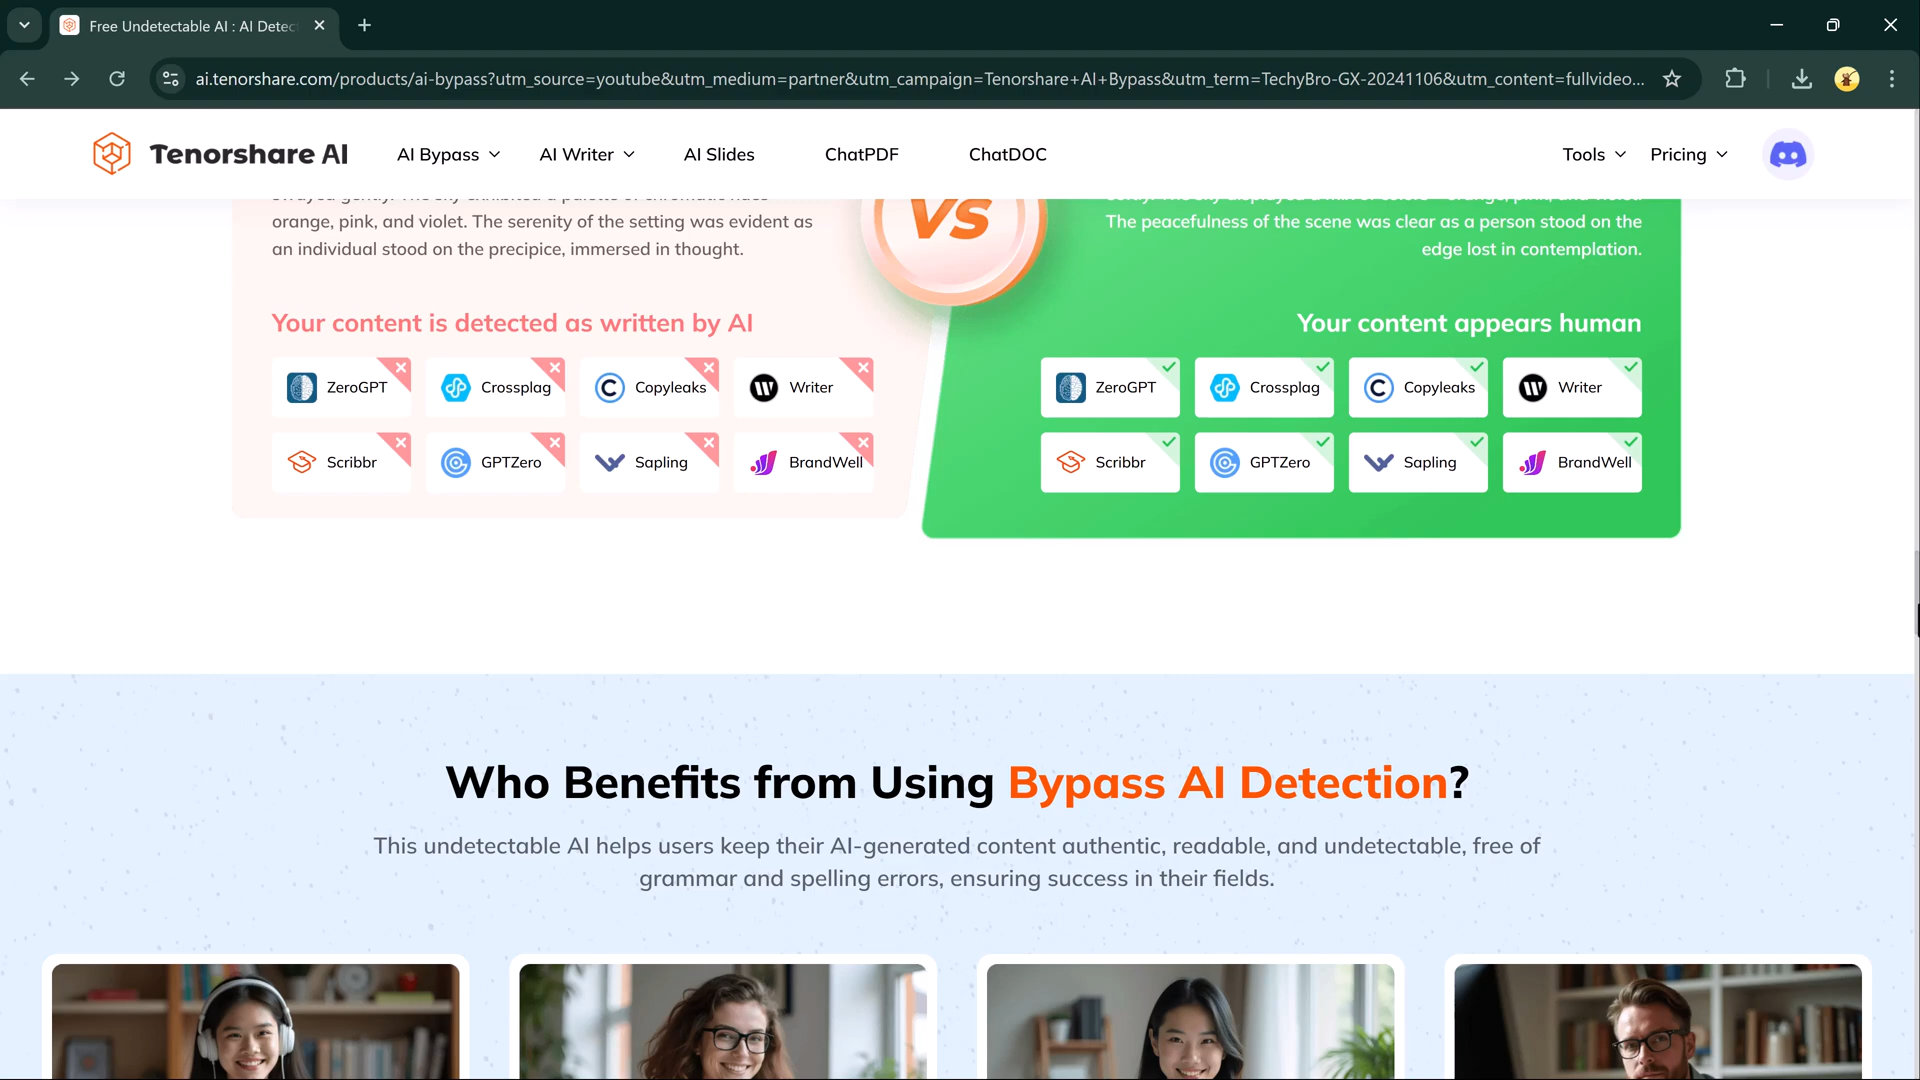 Free Undetectable AI : AI Detec
ai.tenorshare.com/products/ai-bypass?utm_source=youtube&utm_medium=partner&utm_campaign=Tenorshare+AI+Bypass&utm_term=TechyBro-GX-20241106&utm_content=fullvideo...
Tenorshare AI
AI Bypass
AI Writer
AI Slides
ChatPDF
ChatDOC
Tools
Pricing
orange, pink, and violet. The serenity of the setting was evident as
an individual stood on the precipice, immersed in thought.
VS
The peacefulness of the scene was clear as a person stood on the
edge lost in contemplation.
Your content is detected as written by AI
ZeroGPT
Crossplag
Copyleaks
Writer
Scribbr
GPTZero
Sapling
BrandWell
Your content appears human
ZeroGPT
Crossplag
Copyleaks
Writer
Scribbr
GPTZero
Sapling
BrandWell
Who Benefits from Using Bypass AI Detection?
This undetectable AI helps users keep their AI-generated content authentic, readable, and undetectable, free of
grammar and spelling errors, ensuring success in their fields.